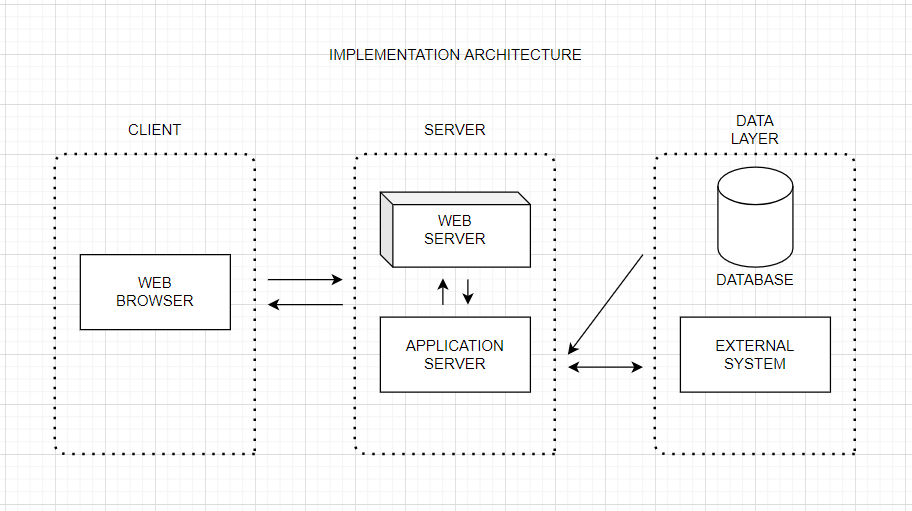 IMPLEMENTATION ARCHITECTURE
CLIENT
SERVER
DATA
LAYER
WEB
SERVER
WEB
BROWSER
DATABASE
APPLICATION
SERVER
EXTERNAL
SYSTEM